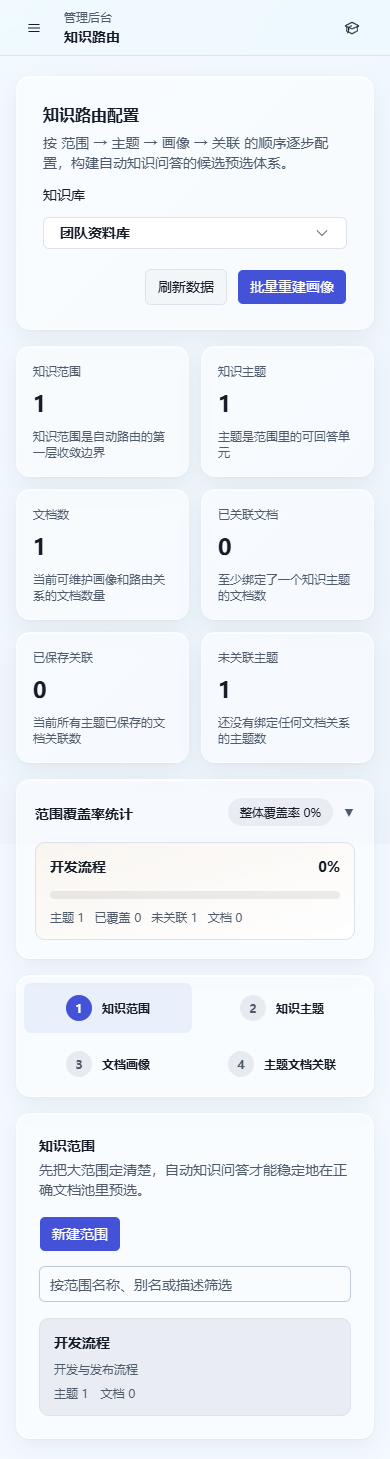 管理后台
知识路由
知识路由配置
按 范围 → 主题 → 画像 → 关联 的顺序逐步配
置，构建自动知识问答的候选预选体系。
知识库
团队资料库
刷新数据 批量重建画像
知识范围
1
知识范围是自动路由的第
一层收敛边界
知识主题
1
主题是范围里的可回答单
元
文档数
1
当前可维护画像和路由关
系的文档数量
已关联文档
0
至少绑定了一个知识主题
的文档数
已保存关联
0
当前所有主题已保存的文
档关联数
未关联主题
1
还没有绑定任何文档关系
的主题数
范围覆盖率统计 整体覆盖率 0% ▼
开发流程 0%
主题 1 已覆盖 0 未关联 1 文档 0
1 知识范围 2 知识主题
3 文档画像 4 主题文档关联
知识范围
先把大范围定清楚，自动知识问答才能稳定地在正
确文档池里预选。
新建范围
按范围名称、别名或描述筛选
开发流程
开发与发布流程
主题 1 文档 0